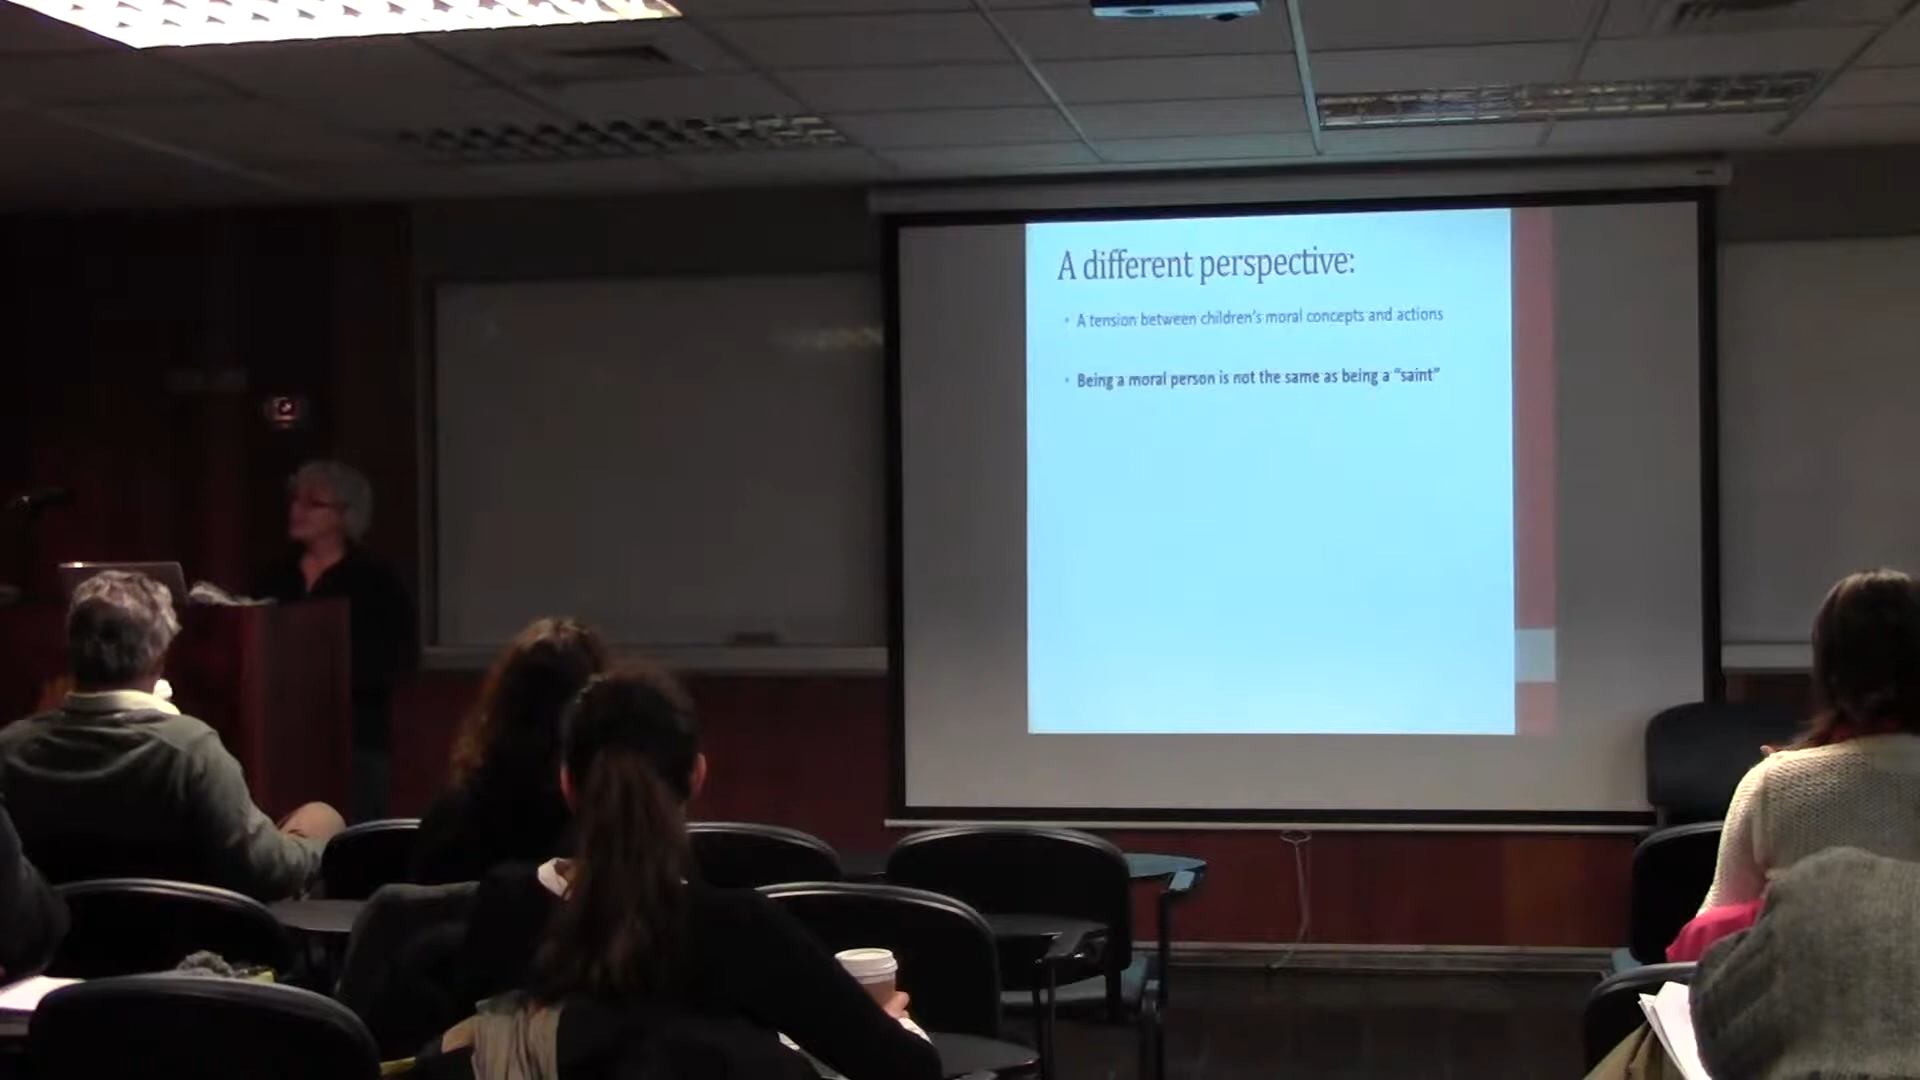 A different perspective:
• A tension between children's moral concepts and actions
• Being a moral person is not the same as being a “saint”